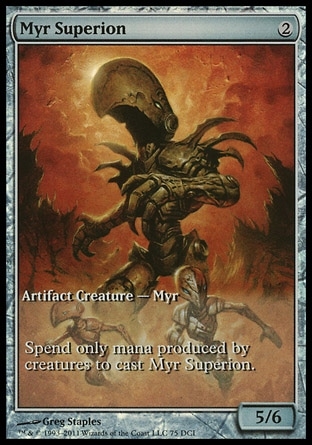 Myr Superion 2
Artifact Creature — Myr
Spend only mana produced by
creatures to cast Myr Superion.
Greg Staples
™& © 1993–2011 Wizards of the Coast LLC 75 DCI
5/6